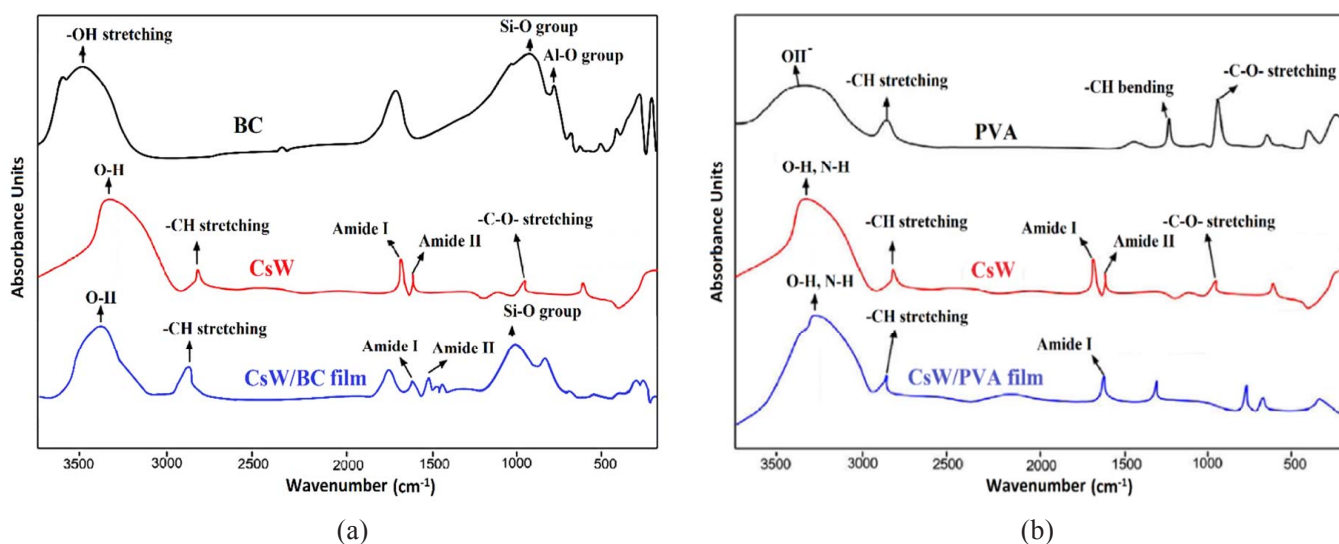 -OH stretching
Si-O group
Al-O group
BC
O-H
-CH stretching
-C-O- stretching
Amide I
Amide II
CsW
O-H
-CH stretching
Si-O group
Amide I
Amide II
CsW/BC film
Absorbance Units
3500 3000 2000 1500 1000 500
Wavenumber (cm⁻¹)
(a)
OH⁻
-CH stretching
-CH bending
-C-O- stretching
PVA
O-H, N-H
-CH stretching
Amide I
Amide II
-C-O- stretching
CsW
O-H, N-H
-CH stretching
Amide I
CsW/PVA film
Absorbance Units
3500 3000 2500 2000 1500 1000 500
Wavenumber (cm⁻¹)
(b)